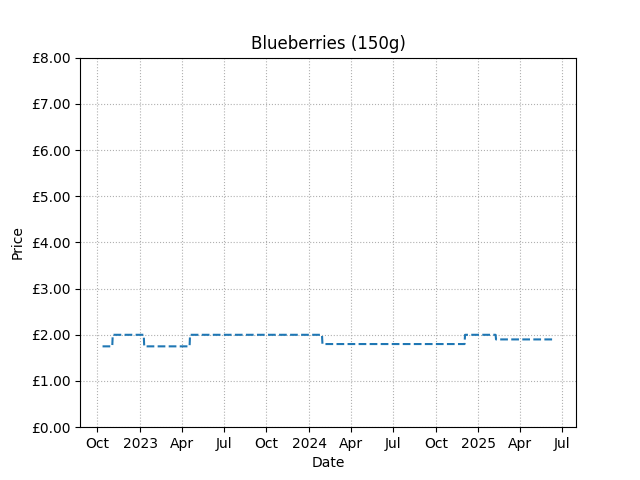 Blueberries (150g)
£8.00
£7.00
£6.00
£5.00
£4.00
£3.00
£2.00
£1.00
£0.00
Price
Oct 2023 Apr Jul Oct 2024 Apr Jul Oct 2025 Apr Jul
Date